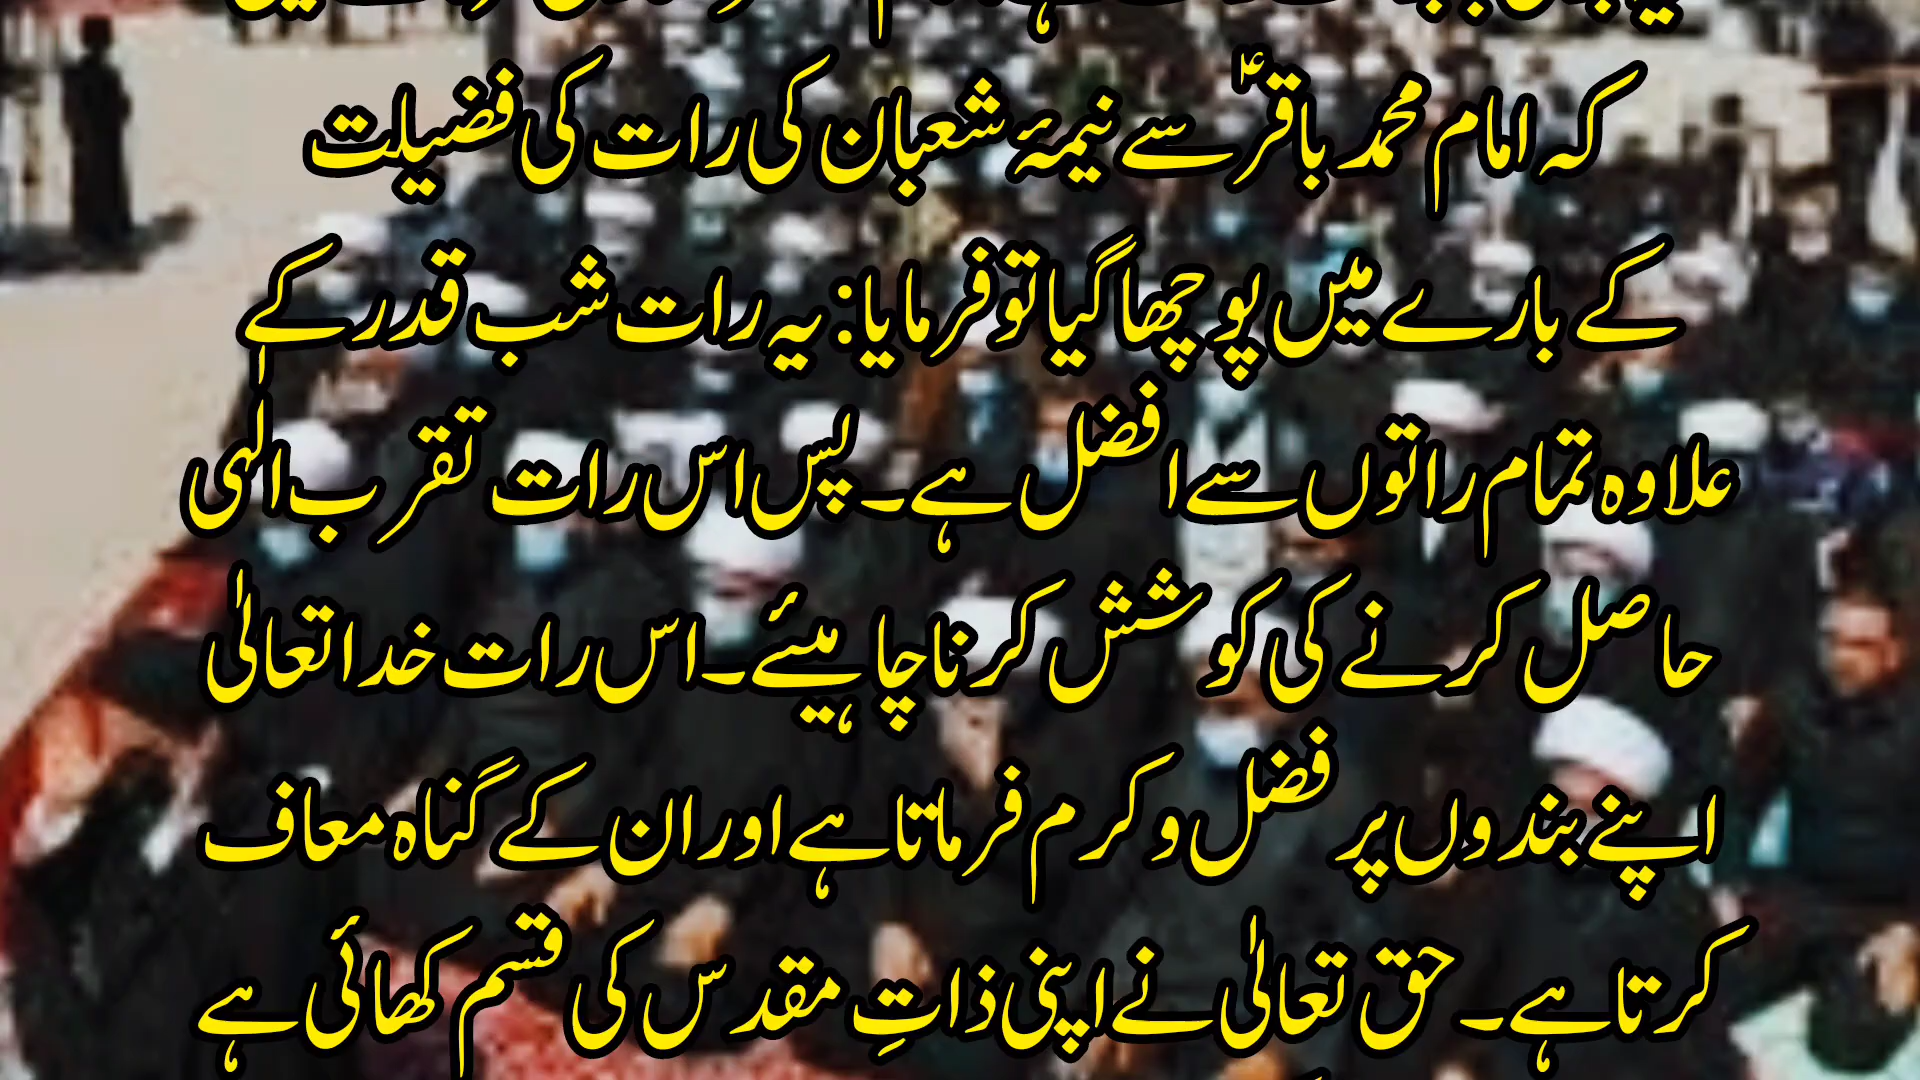 کہ امام محمد باقرؑ سے نیمۂ شعبان کی رات کی فضیلت
کے بارے میں پوچھا گیا تو فرمایا: یہ رات شب قدر کے
علاوہ تمام راتوں سے افضل ہے۔ پس اس رات تقرب الٰہی
حاصل کرنے کی کوشش کرنا چاہیئے۔ اس رات خدا تعالیٰ
اپنے بندوں پر فضل و کرم فرماتا ہے اور ان کے گناہ معاف
کرتا ہے۔ حق تعالیٰ نے اپنی ذاتِ مقدس کی قسم کھائی ہے